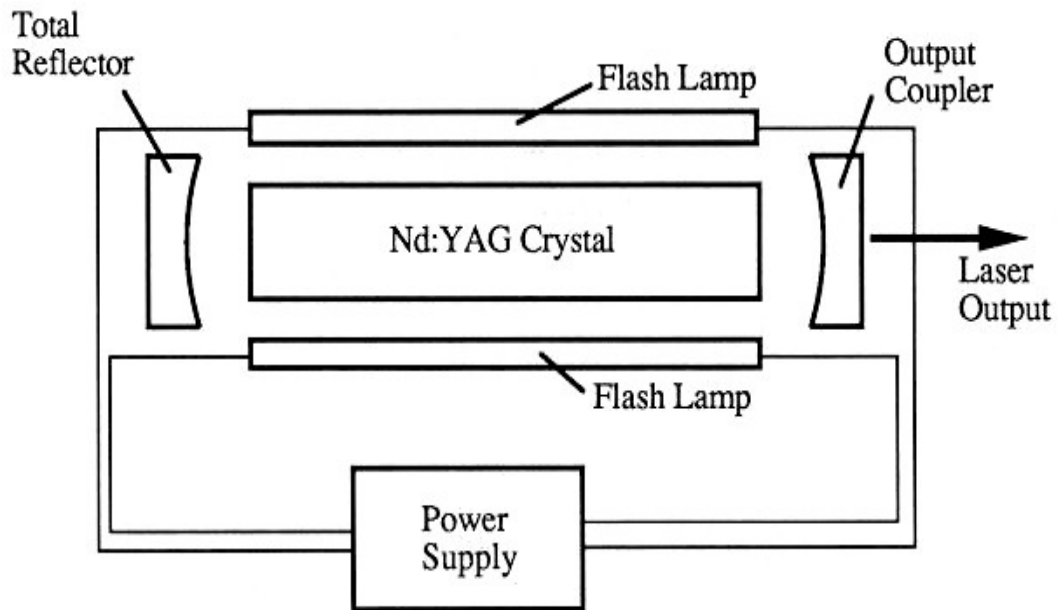 Total
Reflector
Flash Lamp
Output
Coupler
Nd:YAG Crystal
Laser
Output
Flash Lamp
Power
Supply